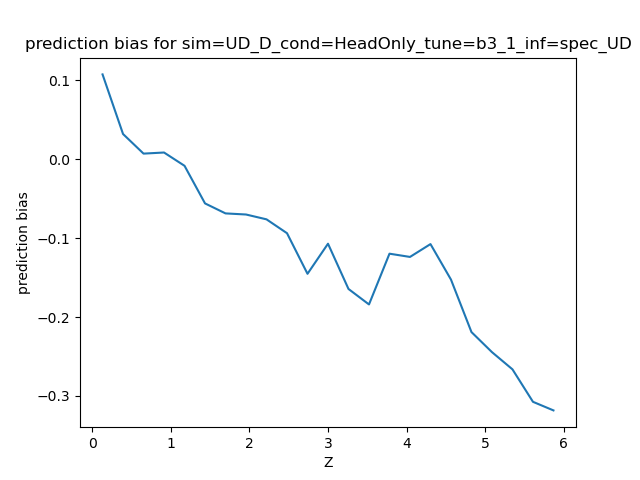 prediction bias for sim=UD_D_cond=HeadOnly_tune=b3_1_inf=spec_UD
0.1
0.0
−0.1
−0.2
−0.3
prediction bias
0 1 2 3 4 5 6
Z